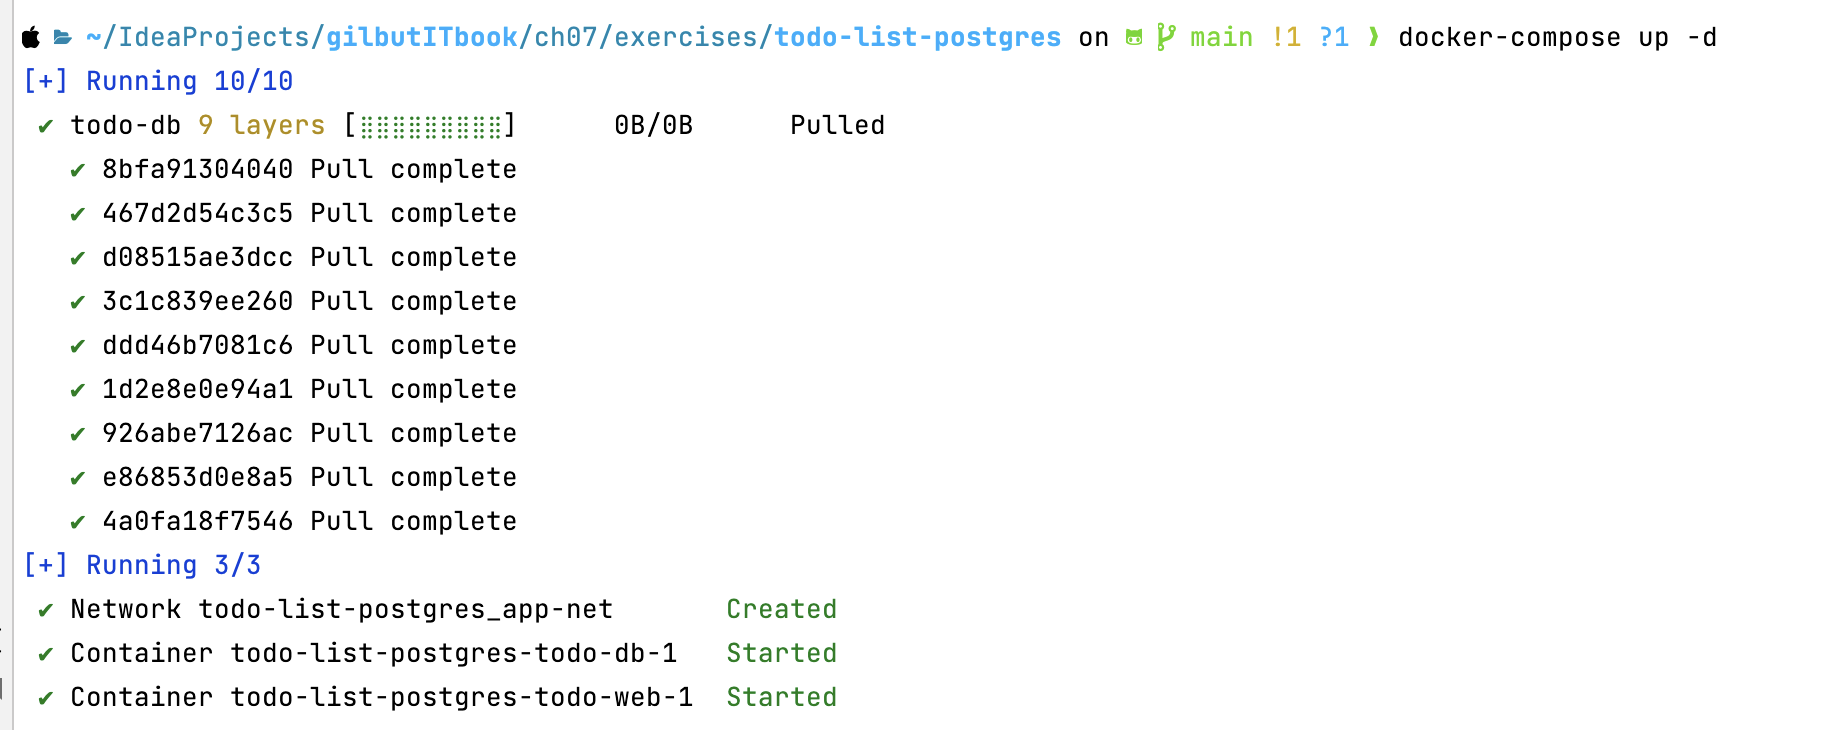 ~/IdeaProjects/gilbutITbook/ch07/exercises/todo-list-postgres on main !1 ?1 ❱ docker-compose up -d
[+] Running 10/10
✔ todo-db 9 layers [⣿⣿⣿⣿⣿⣿⣿⣿⣿] 0B/0B Pulled
✔ 8bfa91304040 Pull complete
✔ 467d2d54c3c5 Pull complete
✔ d08515ae3dcc Pull complete
✔ 3c1c839ee260 Pull complete
✔ ddd46b7081c6 Pull complete
✔ 1d2e8e0e94a1 Pull complete
✔ 926abe7126ac Pull complete
✔ e86853d0e8a5 Pull complete
✔ 4a0fa18f7546 Pull complete
[+] Running 3/3
✔ Network todo-list-postgres_app-net Created
✔ Container todo-list-postgres-todo-db-1 Started
✔ Container todo-list-postgres-todo-web-1 Started